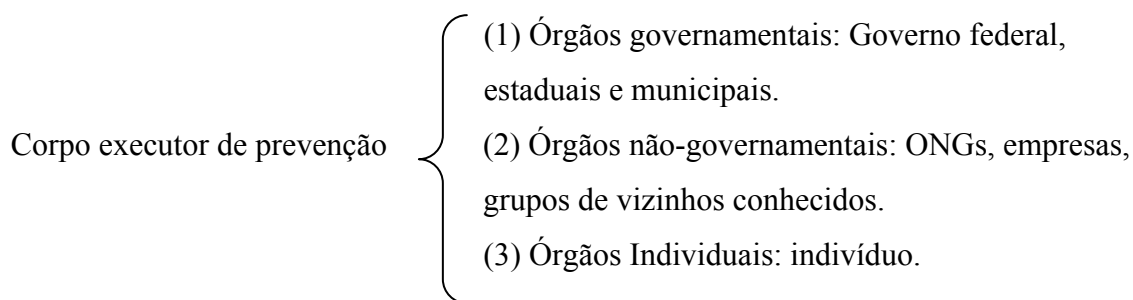 (1) Órgãos governamentais: Governo federal,
estaduais e municipais.
Corpo executor de prevenção
(2) Órgãos não-governamentais: ONGs, empresas,
grupos de vizinhos conhecidos.
(3) Órgãos Individuais: indivíduo.